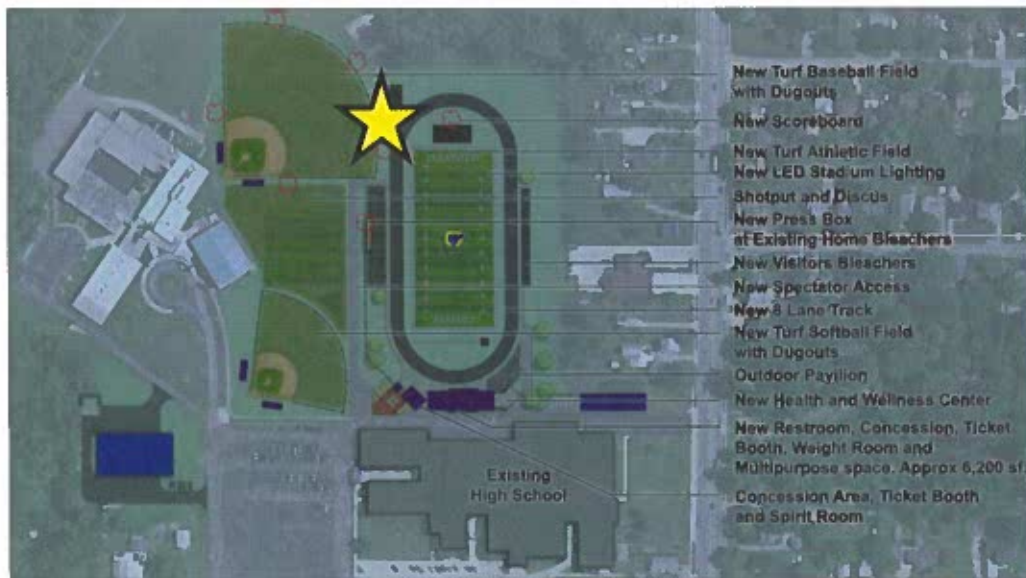 New Turf Baseball Field
with Dugouts
New Scoreboard
New Turf Athletic Field
New LED Stadium Lighting
Shotput and Discus
New Press Box
at Existing Home Bleachers
New Visitors Bleachers
New Spectator Access
New 8 Lane Track
New Turf Softball Field
with Dugouts
Outdoor Pavilion
New Health and Wellness Center
New Restroom, Concession, Ticket
Booth, Weight Room and
Multipurpose space. Approx 6,200 sf.
Concession Area, Ticket Booth
and Spirit Room
Existing
High School